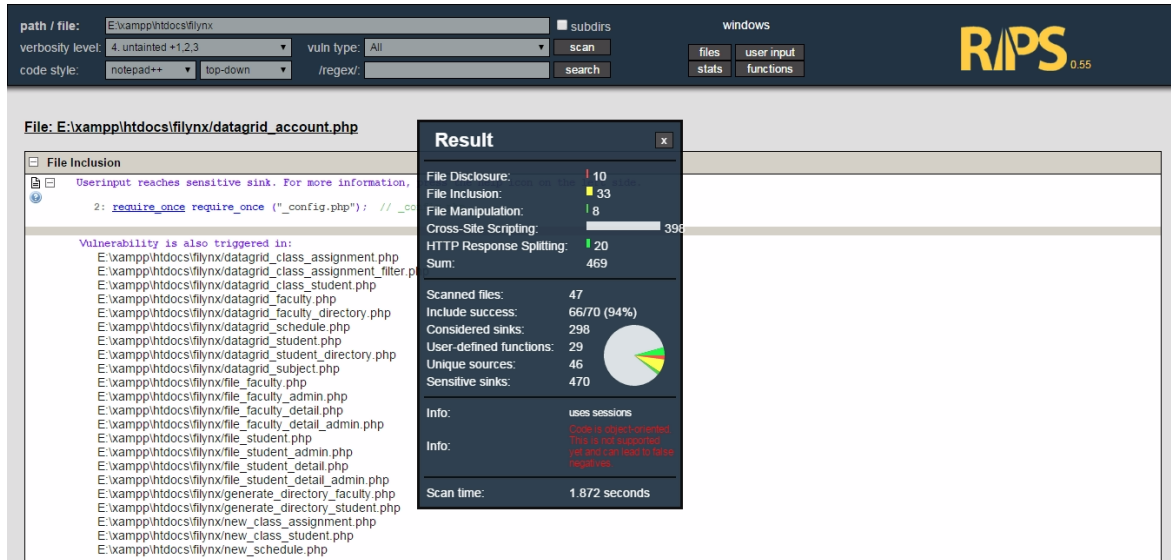 path / file: E:\xampp\htdocs\filynx subdirs windows
verbosity level: 4. untainted +1,2,3 vuln type: All scan files user input
code style: notepad++ top-down /regex/: search stats functions
RIPS 0.55
File: E:\xampp\htdocs\filynx/datagrid_account.php
File Inclusion
Userinput reaches sensitive sink. For more information,
2: require_once require_once ("_config.php"); // _co
Vulnerability is also triggered in:
E:\xampp\htdocs\filynx/datagrid_class_assignment.php
E:\xampp\htdocs\filynx/datagrid_class_assignment_filter.p
E:\xampp\htdocs\filynx/datagrid_class_student.php
E:\xampp\htdocs\filynx/datagrid_faculty.php
E:\xampp\htdocs\filynx/datagrid_faculty_directory.php
E:\xampp\htdocs\filynx/datagrid_schedule.php
E:\xampp\htdocs\filynx/datagrid_student.php
E:\xampp\htdocs\filynx/datagrid_student_directory.php
E:\xampp\htdocs\filynx/datagrid_subject.php
E:\xampp\htdocs\filynx/file_faculty.php
E:\xampp\htdocs\filynx/file_faculty_admin.php
E:\xampp\htdocs\filynx/file_faculty_detail.php
E:\xampp\htdocs\filynx/file_faculty_detail_admin.php
E:\xampp\htdocs\filynx/file_student.php
E:\xampp\htdocs\filynx/file_student_admin.php
E:\xampp\htdocs\filynx/file_student_detail.php
E:\xampp\htdocs\filynx/file_student_detail_admin.php
E:\xampp\htdocs\filynx/generate_directory_faculty.php
E:\xampp\htdocs\filynx/generate_directory_student.php
E:\xampp\htdocs\filynx/new_class_assignment.php
E:\xampp\htdocs\filynx/new_class_student.php
E:\xampp\htdocs\filynx/new_schedule.php
Result x
File Disclosure: 10
File Inclusion: 33
File Manipulation: 8
Cross-Site Scripting: 398
HTTP Response Splitting: 20
Sum: 469
Scanned files: 47
Include success: 66/70 (94%)
Considered sinks: 298
User-defined functions: 29
Unique sources: 46
Sensitive sinks: 470
Info: uses sessions
Info: Code is object-oriented.
This is not supported
yet and can lead to false
negatives.
Scan time: 1.872 seconds